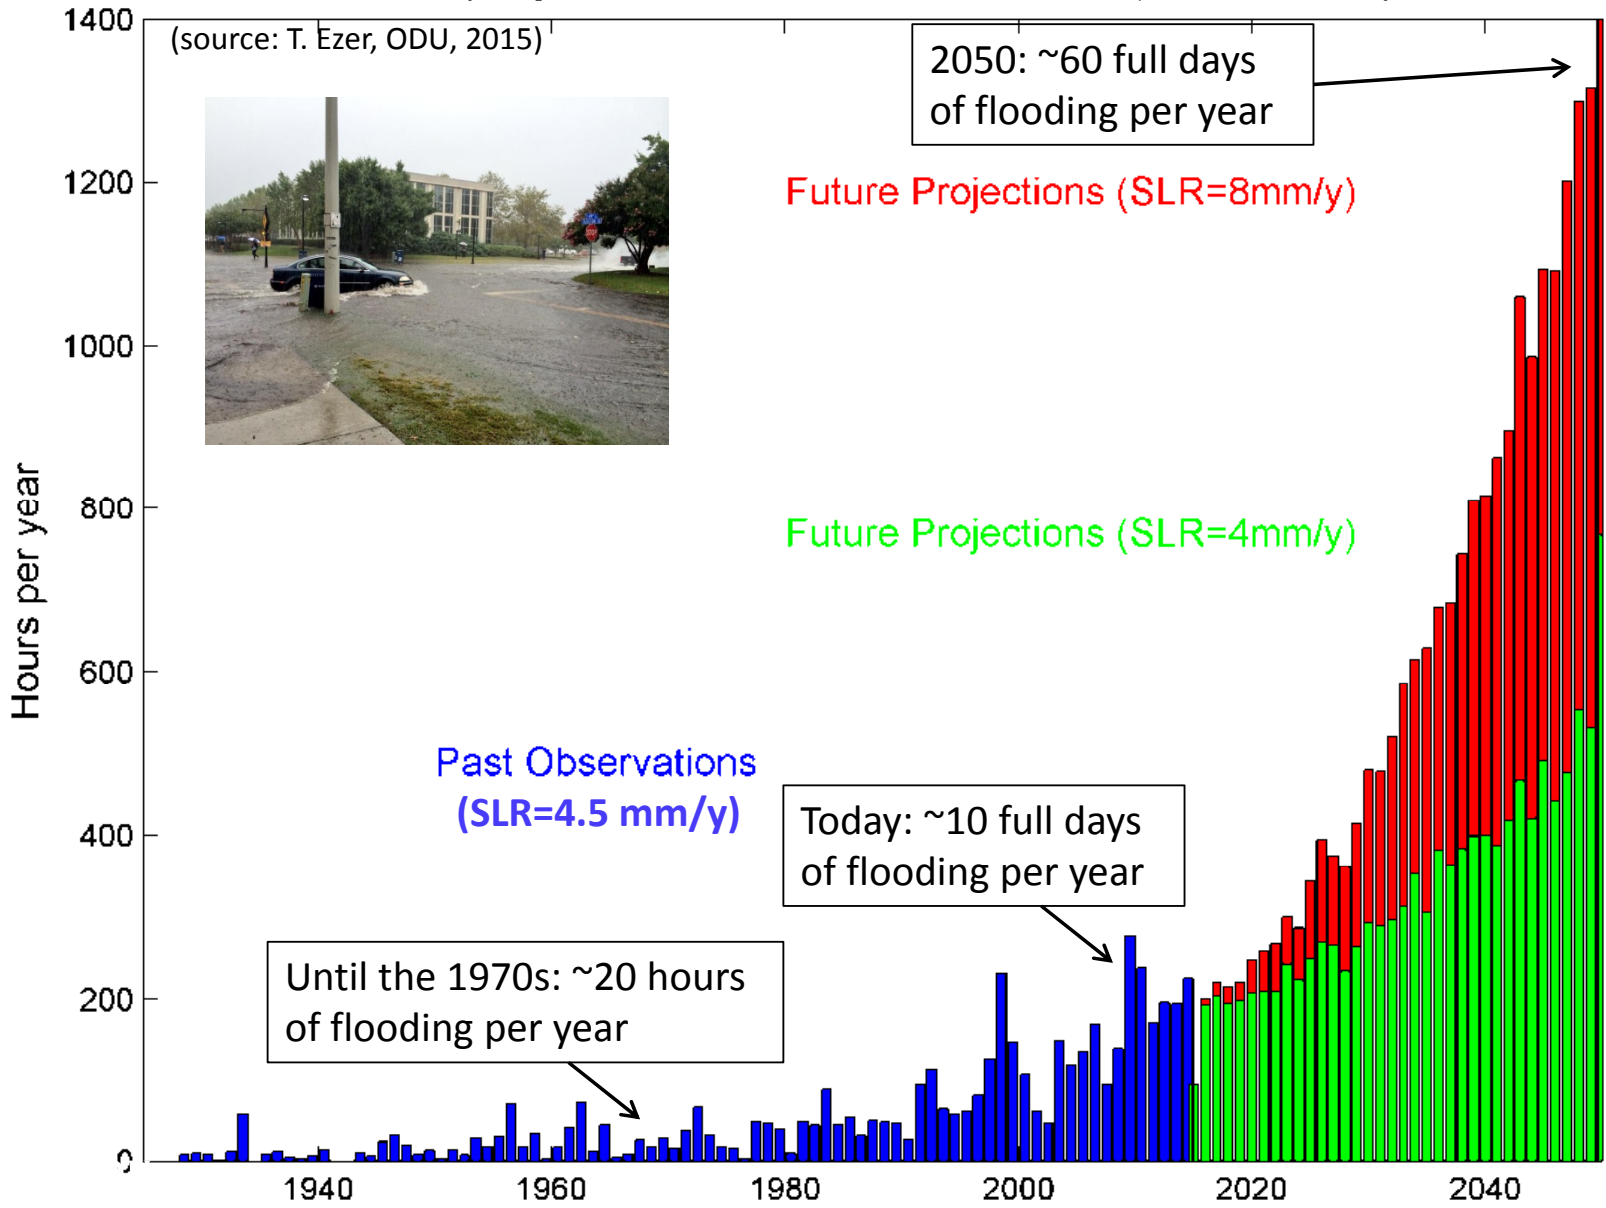 1400
(source: T. Ezer, ODU, 2015)
2050: ~60 full days
of flooding per year
1200
Future Projections (SLR=8mm/y)
STOP
1000
800
Future Projections (SLR=4mm/y)
Hours per year
600
Past Observations
(SLR=4.5 mm/y)
400
Today: ~10 full days
of flooding per year
Until the 1970s: ~20 hours
of flooding per year
200
0
1940
1960
1980
2000
2020
2040